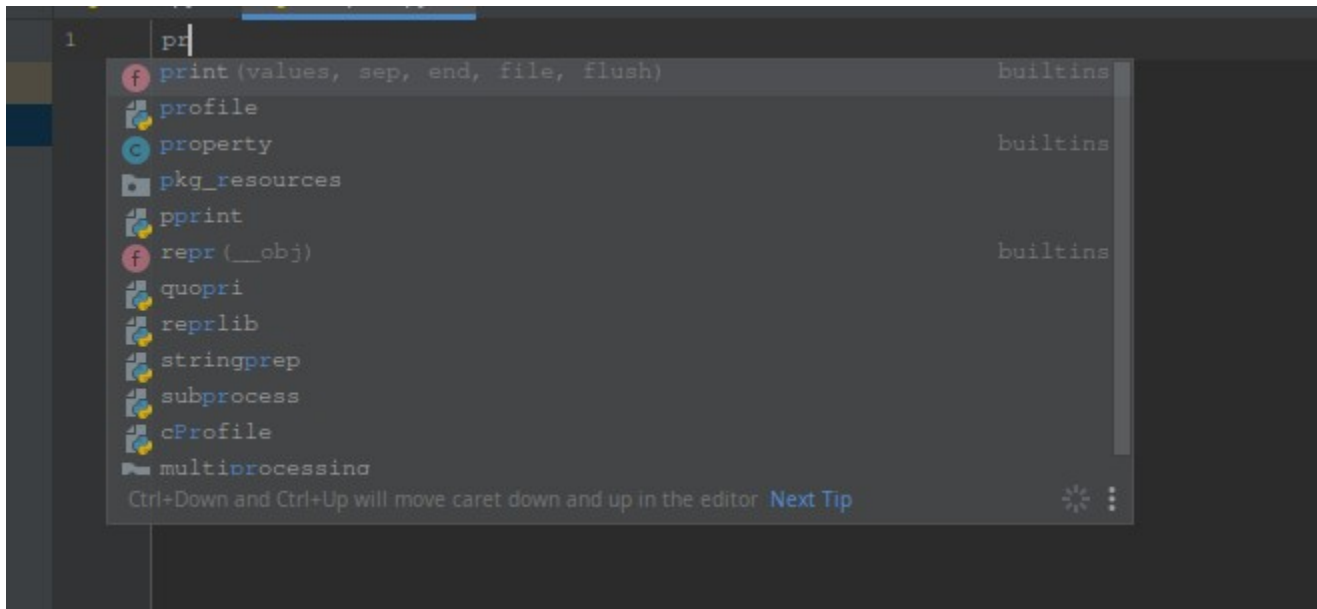 1 pr
print(values, sep, end, file, flush) builtins
profile
property builtins
pkg_resources
pprint
repr(__obj) builtins
quopri
reprlib
stringprep
subprocess
cProfile
multiprocessing
Ctrl+Down and Ctrl+Up will move caret down and up in the editor Next Tip